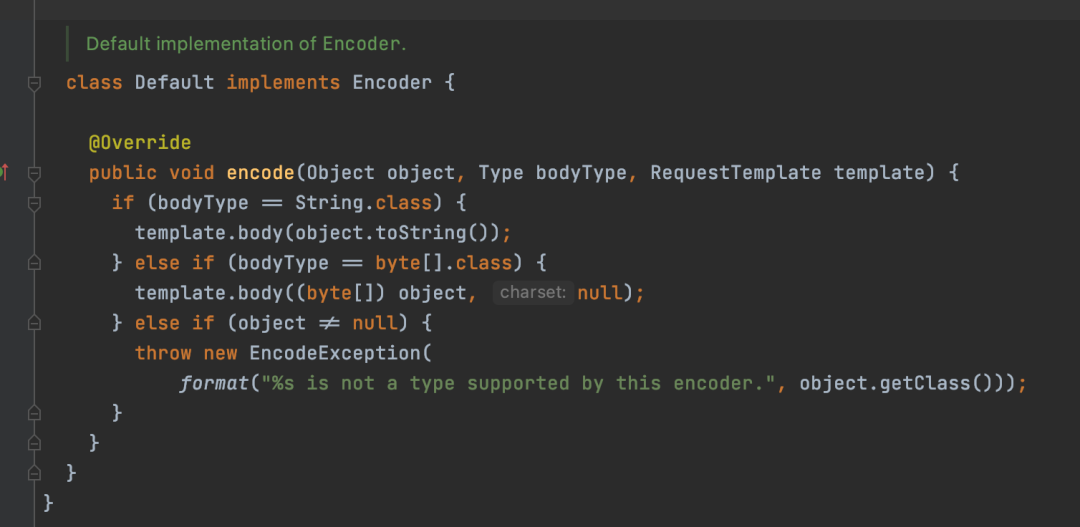 Default implementation of Encoder.
class Default implements Encoder {
@Override
public void encode(Object object, Type bodyType, RequestTemplate template) {
if (bodyType == String.class) {
template.body(object.toString());
} else if (bodyType == byte[].class) {
template.body((byte[]) object, charset: null);
} else if (object ≠ null) {
throw new EncodeException(
format("%s is not a type supported by this encoder.", object.getClass()));
}
}
}
}